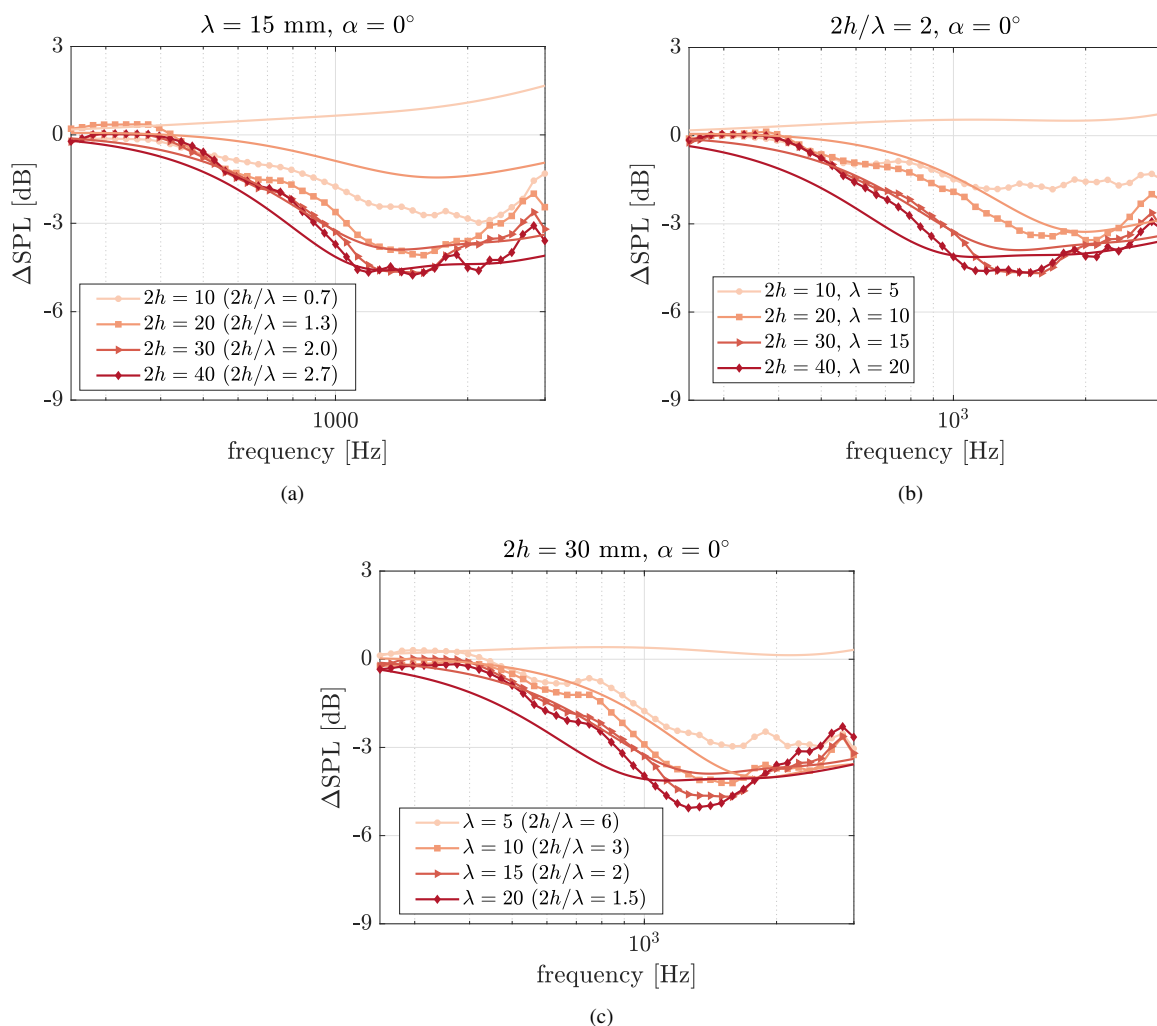 λ = 15 mm, α = 0°
3
0
-3
-6
-9
ΔSPL [dB]
2h = 10 (2h/λ = 0.7)
2h = 20 (2h/λ = 1.3)
2h = 30 (2h/λ = 2.0)
2h = 40 (2h/λ = 2.7)
1000
frequency [Hz]
(a)
2h/λ = 2, α = 0°
3
0
-3
-6
-9
ΔSPL [dB]
2h = 10, λ = 5
2h = 20, λ = 10
2h = 30, λ = 15
2h = 40, λ = 20
10³
frequency [Hz]
(b)
2h = 30 mm, α = 0°
3
0
-3
-6
-9
ΔSPL [dB]
λ = 5 (2h/λ = 6)
λ = 10 (2h/λ = 3)
λ = 15 (2h/λ = 2)
λ = 20 (2h/λ = 1.5)
10³
frequency [Hz]
(c)